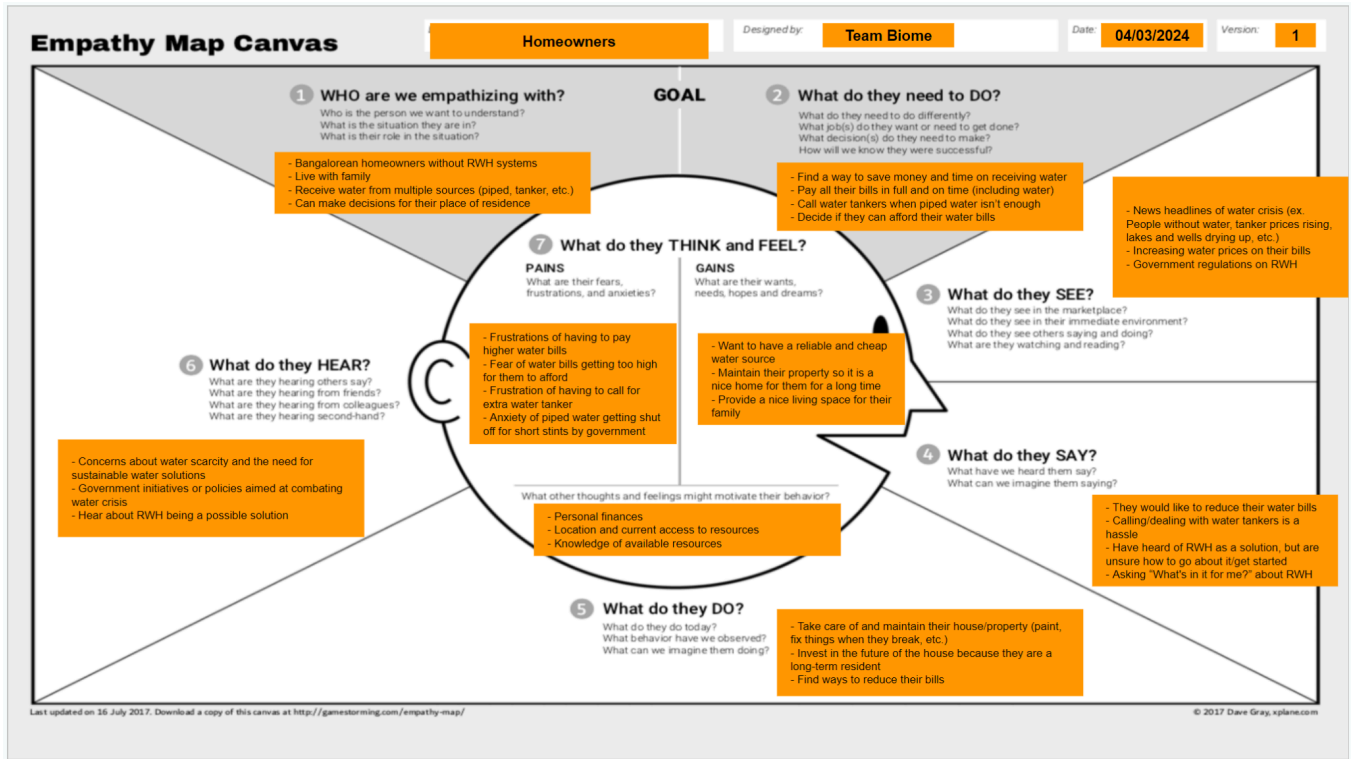 Empathy Map Canvas
Homeowners
Designed by:
Team Biome
Date:
04/03/2024
Version:
1
1 WHO are we empathizing with?
Who is the person we want to understand?
What is the situation they are in?
What is their role in the situation?
- Bangalorean homeowners without RWH systems
- Live with family
- Receive water from multiple sources (piped, tanker, etc.)
- Can make decisions for their place of residence
GOAL
2 What do they need to DO?
What do they need to do differently?
What job(s) do they want or need to get done?
What decision(s) do they need to make?
How will we know they were successful?
- Find a way to save money and time on receiving water
- Pay all their bills in full and on time (including water)
- Call water tankers when piped water isn't enough
- Decide if they can afford their water bills
- News headlines of water crisis (ex.
People without water, tanker prices rising,
lakes and wells drying up, etc.)
- Increasing water prices on their bills
- Government regulations on RWH
3 What do they SEE?
What do they see in the marketplace?
What do they see in their immediate environment?
What do they see others saying and doing?
What are they watching and reading?
4 What do they SAY?
What have we heard them say?
What can we imagine them saying?
- They would like to reduce their water bills
- Calling/dealing with water tankers is a
hassle
- Have heard of RWH as a solution, but are
unsure how to go about it/get started
- Asking "What's in it for me?" about RWH
5 What do they DO?
What do they do today?
What behavior have we observed?
What can we imagine them doing?
- Take care of and maintain their house/property (paint,
fix things when they break, etc.)
- Invest in the future of the house because they are a
long-term resident
- Find ways to reduce their bills
6 What do they HEAR?
What are they hearing others say?
What are they hearing from friends?
What are they hearing from colleagues?
What are they hearing second-hand?
- Concerns about water scarcity and the need for
sustainable water solutions
- Government initiatives or policies aimed at combating
water crisis
- Hear about RWH being a possible solution
7 What do they THINK and FEEL?
PAINS
What are their fears,
frustrations, and anxieties?
- Frustrations of having to pay
higher water bills
- Fear of water bills getting too high
for them to afford
- Frustration of having to call for
extra water tanker
- Anxiety of piped water getting shut
off for short stints by government
GAINS
What are their wants,
needs, hopes and dreams?
- Want to have a reliable and cheap
water source
- Maintain their property so it is a
nice home for them for a long time
- Provide a nice living space for their
family
What other thoughts and feelings might motivate their behavior?
- Personal finances
- Location and current access to resources
- Knowledge of available resources
Last updated on 16 July 2017. Download a copy of this canvas at http://gamestorming.com/empathy-map/
© 2017 Dave Gray, xplane.com